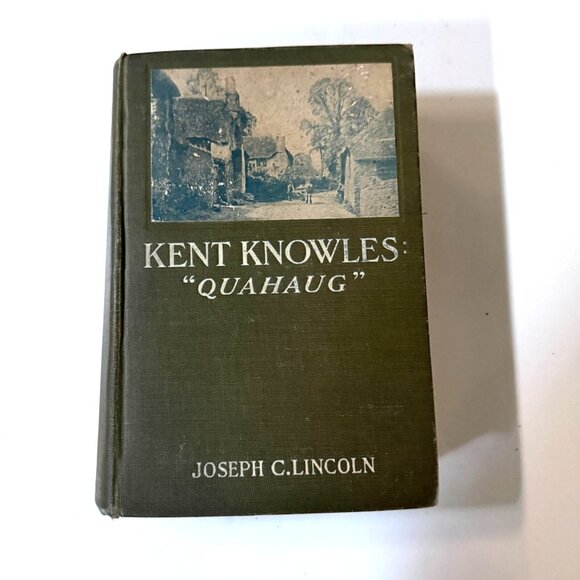 KENT KNOWLES:
"QUAHAUG"
JOSEPH C. LINCOLN